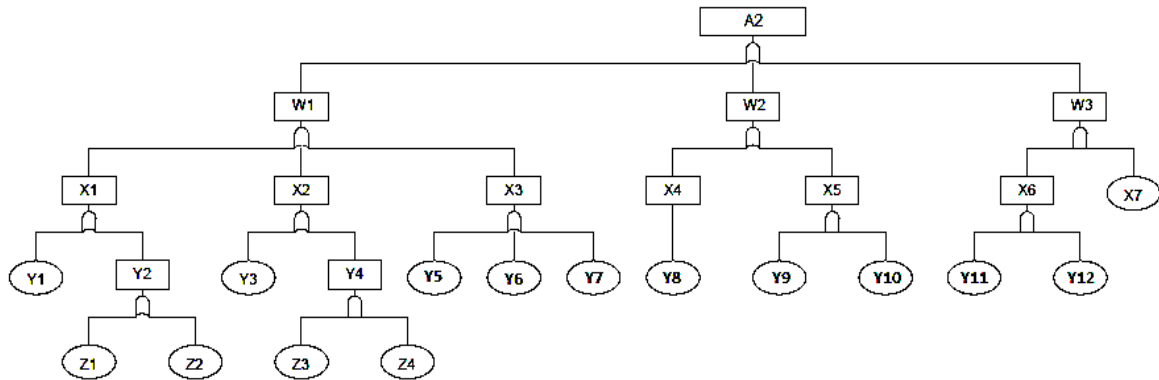 A2
W1 W2 W3
X1 X2 X3 X4 X5 X6 X7
Y1 Y2 Y3 Y4 Y5 Y6 Y7 Y8 Y9 Y10 Y11 Y12
Z1 Z2 Z3 Z4